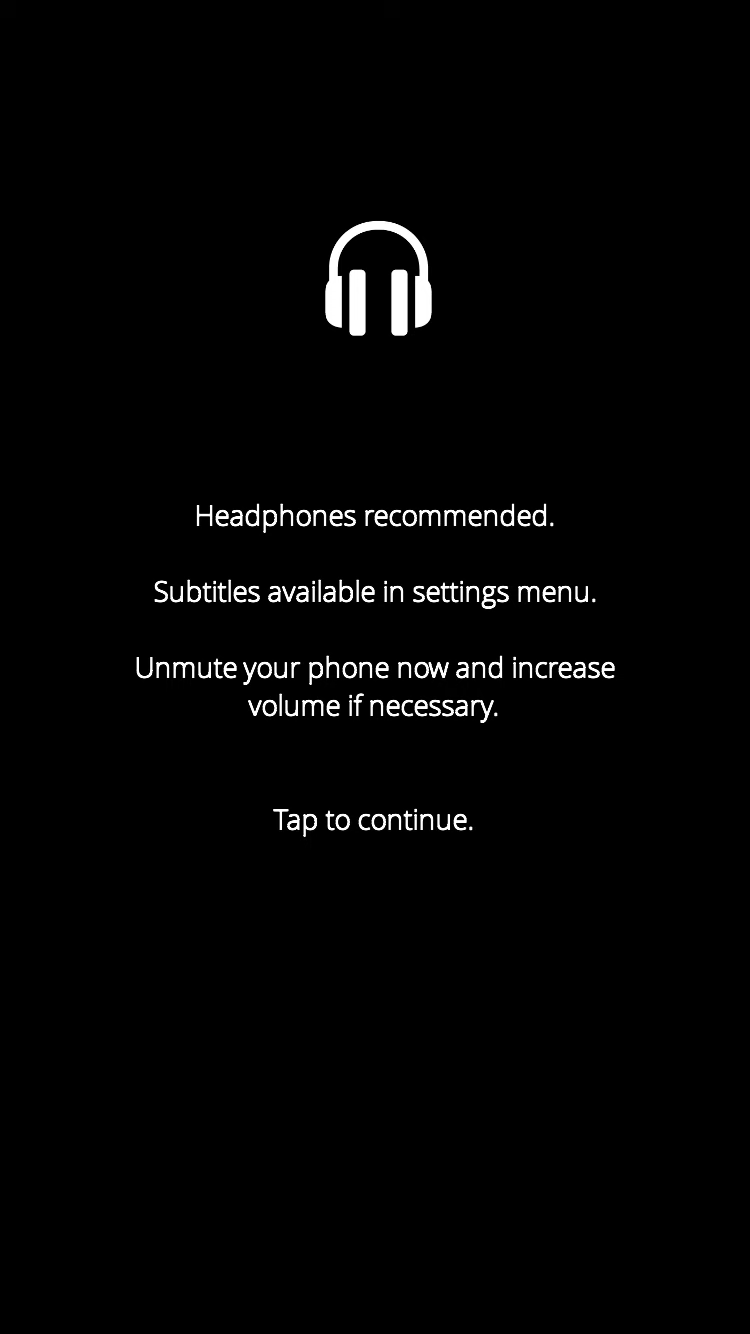 Headphones recommended.
Subtitles available in settings menu.
Unmute your phone now and increase
volume if necessary.
Tap to continue.